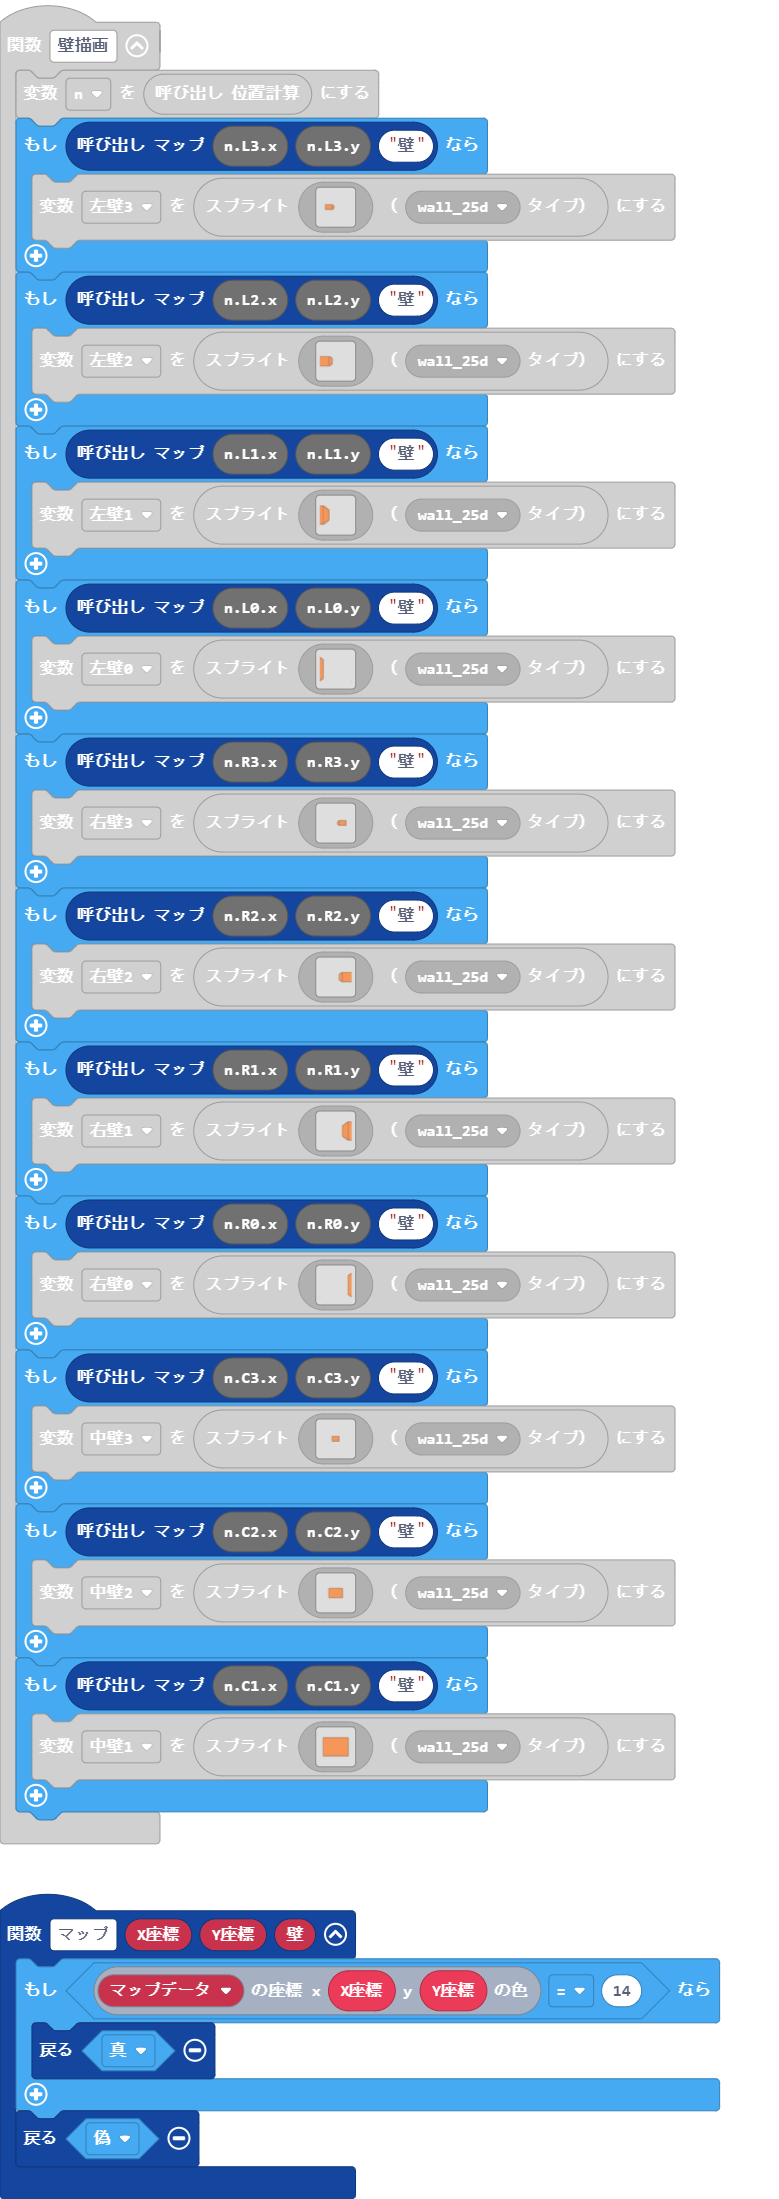 関数 壁描画
変数 n を 呼び出し 位置計算 にする
もし 呼び出し マップ n.L3.x n.L3.y "壁" なら
変数 左壁3 を スプライト ( wall_25d タイプ) にする
もし 呼び出し マップ n.L2.x n.L2.y "壁" なら
変数 左壁2 を スプライト ( wall_25d タイプ) にする
もし 呼び出し マップ n.L1.x n.L1.y "壁" なら
変数 左壁1 を スプライト ( wall_25d タイプ) にする
もし 呼び出し マップ n.L0.x n.L0.y "壁" なら
変数 左壁0 を スプライト ( wall_25d タイプ) にする
もし 呼び出し マップ n.R3.x n.R3.y "壁" なら
変数 右壁3 を スプライト ( wall_25d タイプ) にする
もし 呼び出し マップ n.R2.x n.R2.y "壁" なら
変数 右壁2 を スプライト ( wall_25d タイプ) にする
もし 呼び出し マップ n.R1.x n.R1.y "壁" なら
変数 右壁1 を スプライト ( wall_25d タイプ) にする
もし 呼び出し マップ n.R0.x n.R0.y "壁" なら
変数 右壁0 を スプライト ( wall_25d タイプ) にする
もし 呼び出し マップ n.C3.x n.C3.y "壁" なら
変数 中壁3 を スプライト ( wall_25d タイプ) にする
もし 呼び出し マップ n.C2.x n.C2.y "壁" なら
変数 中壁2 を スプライト ( wall_25d タイプ) にする
もし 呼び出し マップ n.C1.x n.C1.y "壁" なら
変数 中壁1 を スプライト ( wall_25d タイプ) にする
関数 マップ X座標 Y座標 壁
もし マップデータ の座標 x X座標 y Y座標 の色 = 14 なら
戻る 真
戻る 偽